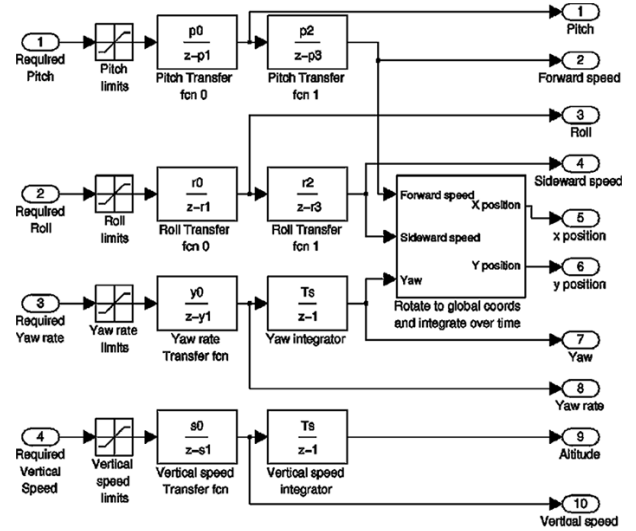 1
Required
Pitch
Pitch
limits
p0
z-p1
Pitch Transfer
fcn 0
p2
z-p3
Pitch Transfer
fcn 1
1
Pitch
2
Forward speed
3
Roll
2
Required
Roll
Roll
limits
r0
z-r1
Roll Transfer
fcn 0
r2
z-r3
Roll Transfer
fcn 1
4
Sideward speed
Forward speed
Sideward speed
Yaw
X position
Y position
Rotate to global coords
and integrate over time
5
x position
6
y position
3
Required
Yaw rate
Yaw rate
limits
y0
z-y1
Yaw rate
Transfer fcn
Ts
z-1
Yaw integrator
7
Yaw
8
Yaw rate
4
Required
Vertical
Speed
Vertical
speed
limits
s0
z-s1
Vertical speed
Transfer fcn
Ts
z-1
Vertical speed
integrator
9
Altitude
10
Vertical speed